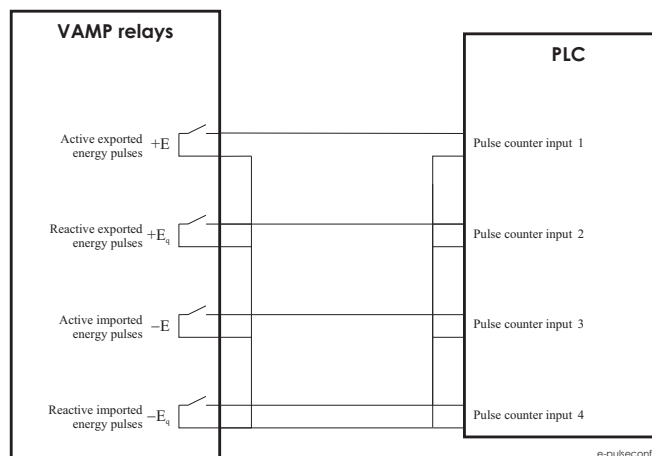 VAMP relays
PLC
Active exported
energy pulses
+E
Pulse counter input 1
Reactive exported
energy pulses
+Eq
Pulse counter input 2
Active imported
energy pulses
−E
Pulse counter input 3
Reactive imported
energy pulses
−Eq
Pulse counter input 4
e-pulseconf